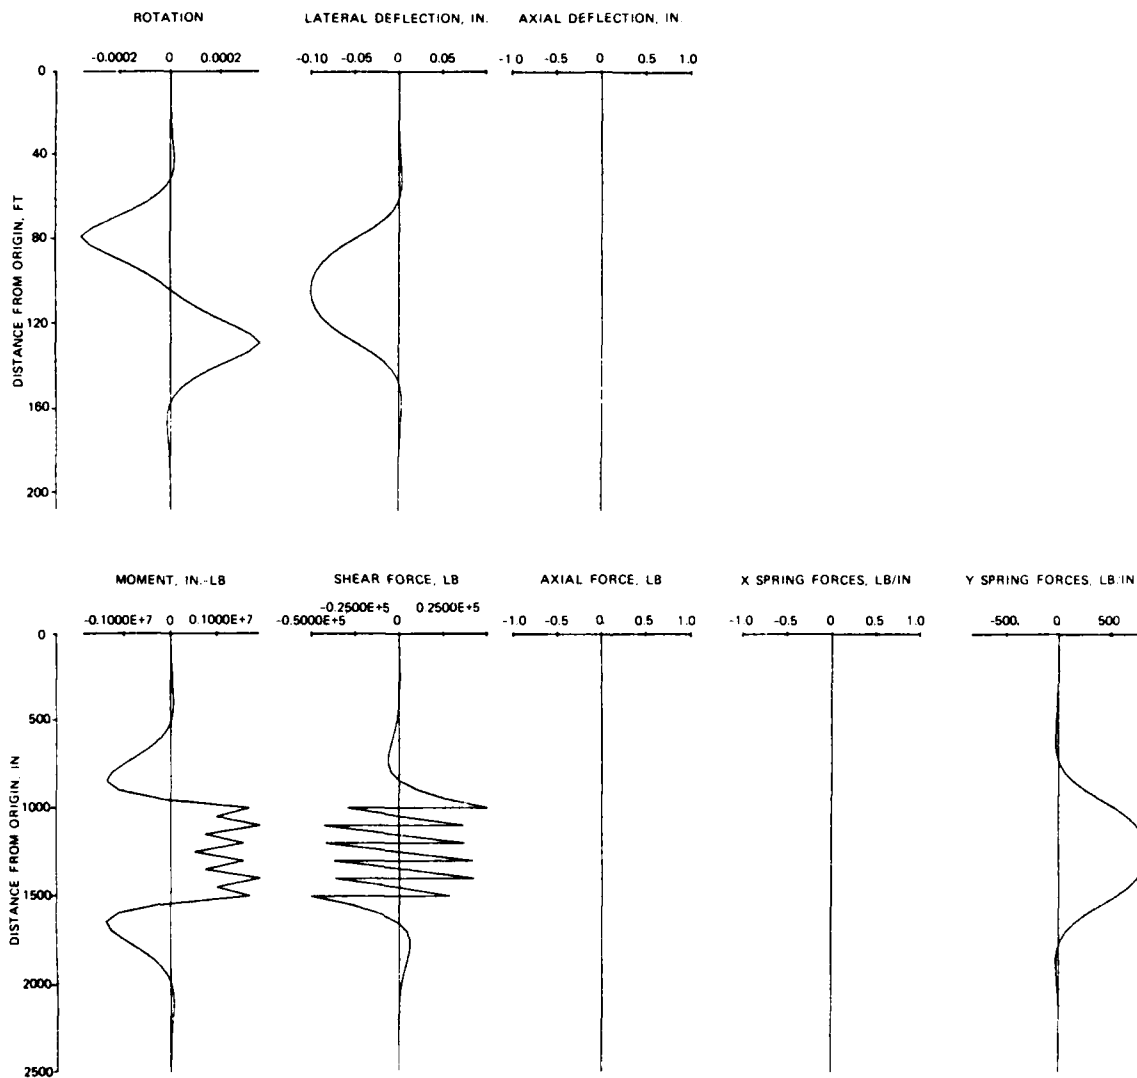 ROTATION
LATERAL DEFLECTION, IN.
AXIAL DEFLECTION, IN.
-0.0002 0 0.0002
-0.10 -0.05 0 0.05
-1.0 -0.5 0 0.5 1.0
0
40
80
120
160
200
DISTANCE FROM ORIGIN, FT
MOMENT, IN.-LB
SHEAR FORCE, LB
AXIAL FORCE, LB
X SPRING FORCES, LB/IN
Y SPRING FORCES, LB/IN
-0.1000E+7 0 0.1000E+7
-0.5000E+5 -0.2500E+5 0 0.2500E+5
-1.0 -0.5 0 0.5 1.0
-1.0 -0.5 0 0.5 1.0
-500. 0 500
0
500
1000
1500
2000
2500
DISTANCE FROM ORIGIN, IN